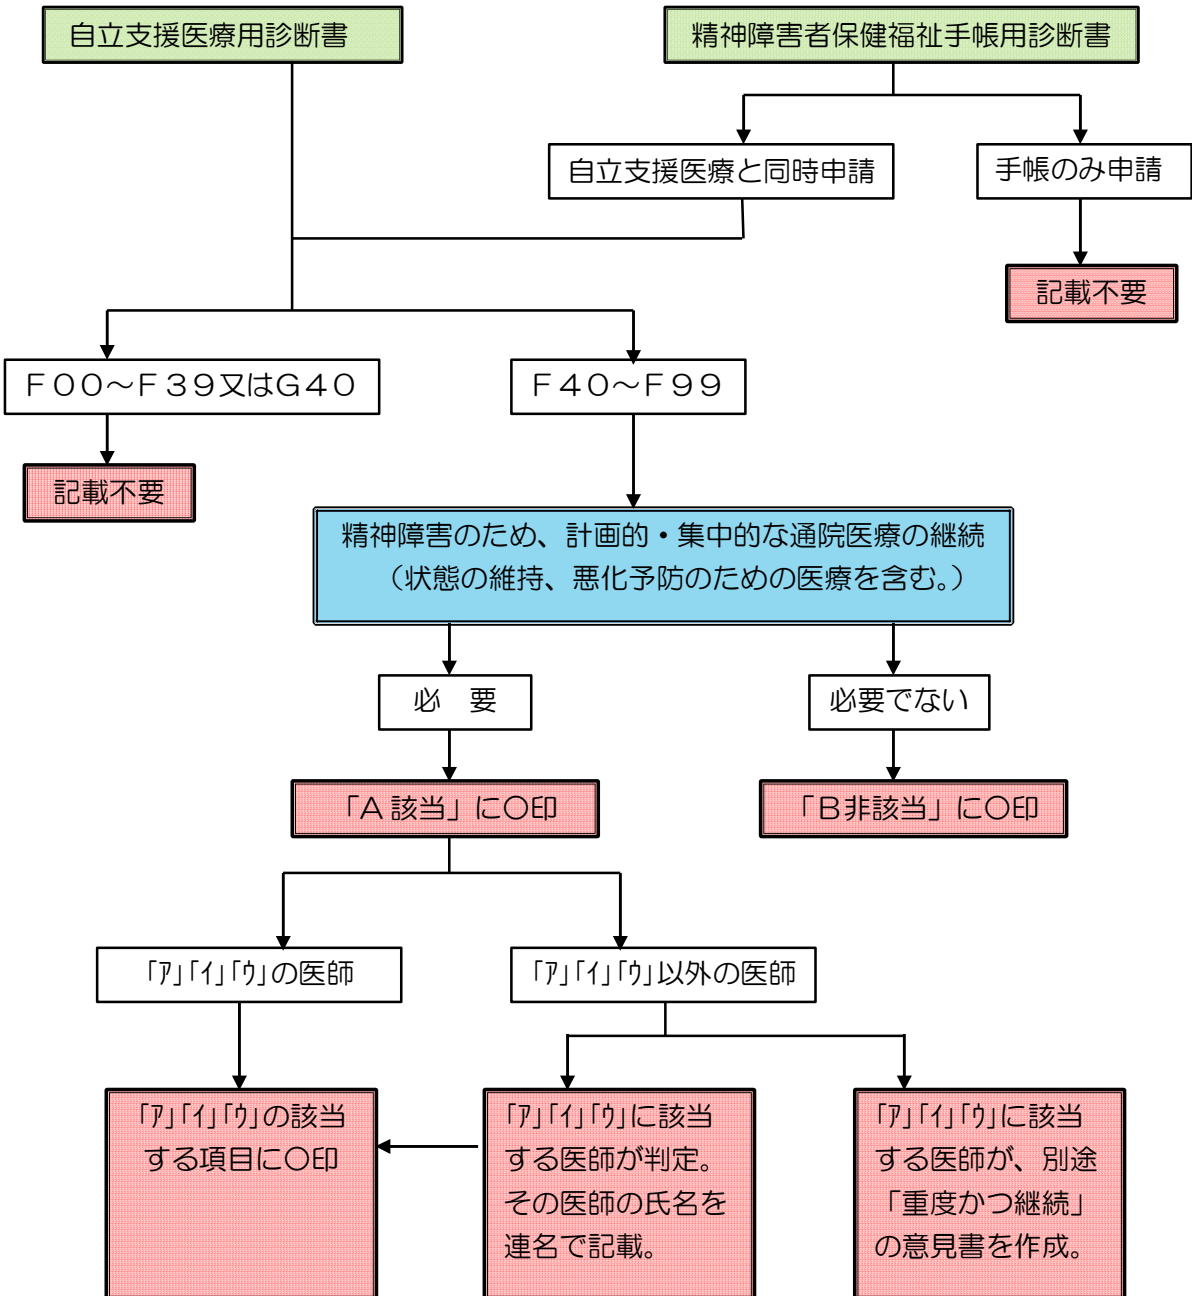 自立支援医療用診断書
精神障害者保健福祉手帳用診断書
自立支援医療と同時申請
手帳のみ申請
記載不要
Ｆ００～Ｆ３９又はＧ４０
Ｆ４０～Ｆ９９
記載不要
精神障害のため、計画的・集中的な通院医療の継続
（状態の維持、悪化予防のための医療を含む。）
必　要
必要でない
「Ａ該当」に〇印
「Ｂ非該当」に〇印
｢ｱ｣｢ｲ｣｢ｳ｣の医師
｢ｱ｣｢ｲ｣｢ｳ｣以外の医師
｢ｱ｣｢ｲ｣｢ｳ｣の該当
する項目に〇印
｢ｱ｣｢ｲ｣｢ｳ｣に該当
する医師が判定。
その医師の氏名を
連名で記載。
｢ｱ｣｢ｲ｣｢ｳ｣に該当
する医師が、別途
「重度かつ継続」
の意見書を作成。